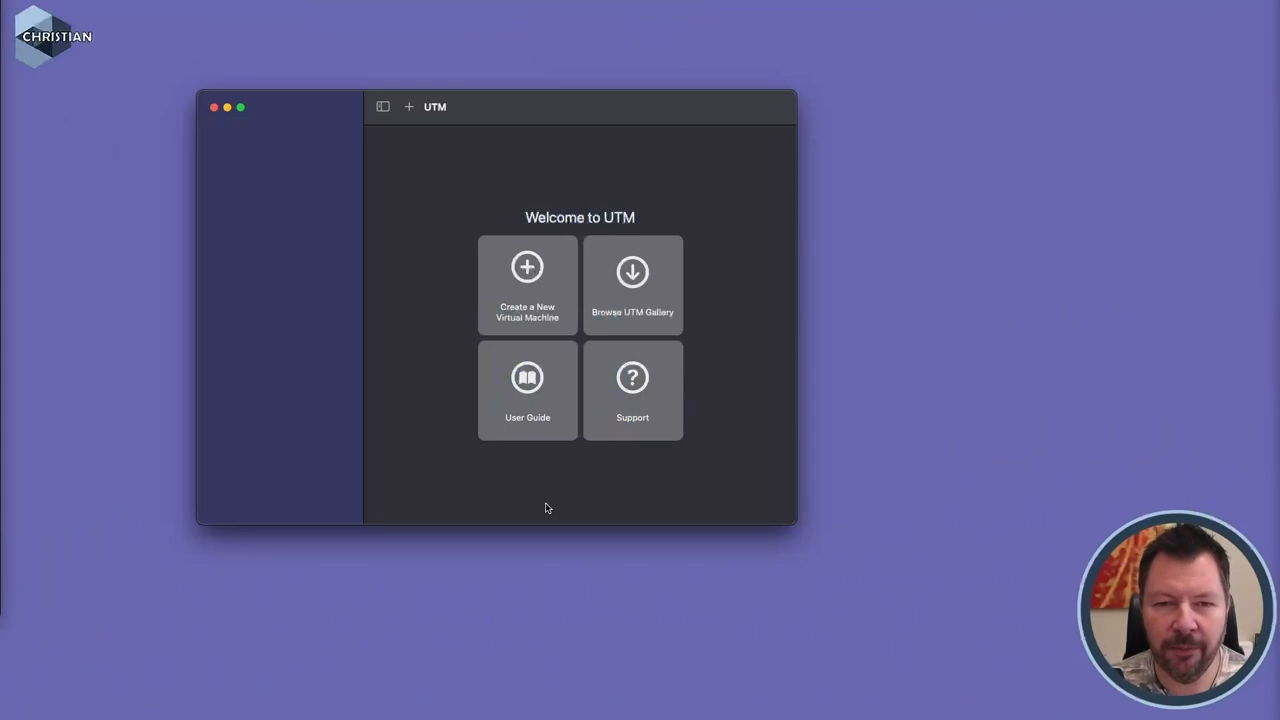 CHRISTIAN
UTM
Welcome to UTM
Create a New
Virtual Machine
Browse UTM Gallery
User Guide
Support